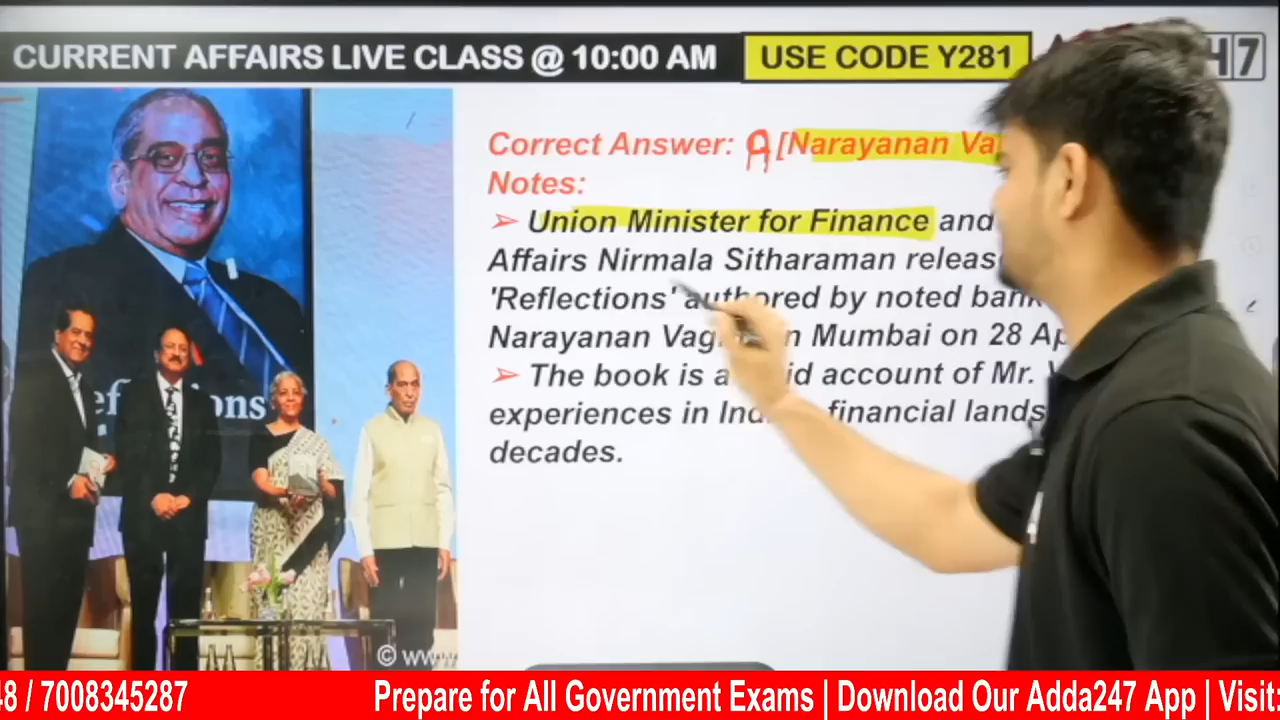 CURRENT AFFAIRS LIVE CLASS @ 10:00 AM
USE CODE Y281
H7
Correct Answer: A [Narayanan Va
Notes:
➢ Union Minister for Finance and
Affairs Nirmala Sitharaman releas
'Reflections' authored by noted ban
Narayanan Vag n Mumbai on 28 Ap
➢ The book is a id account of Mr. V
experiences in Ind financial lands
decades.
ef ons
© www
48 / 7008345287
Prepare for All Government Exams | Download Our Adda247 App | Visit: